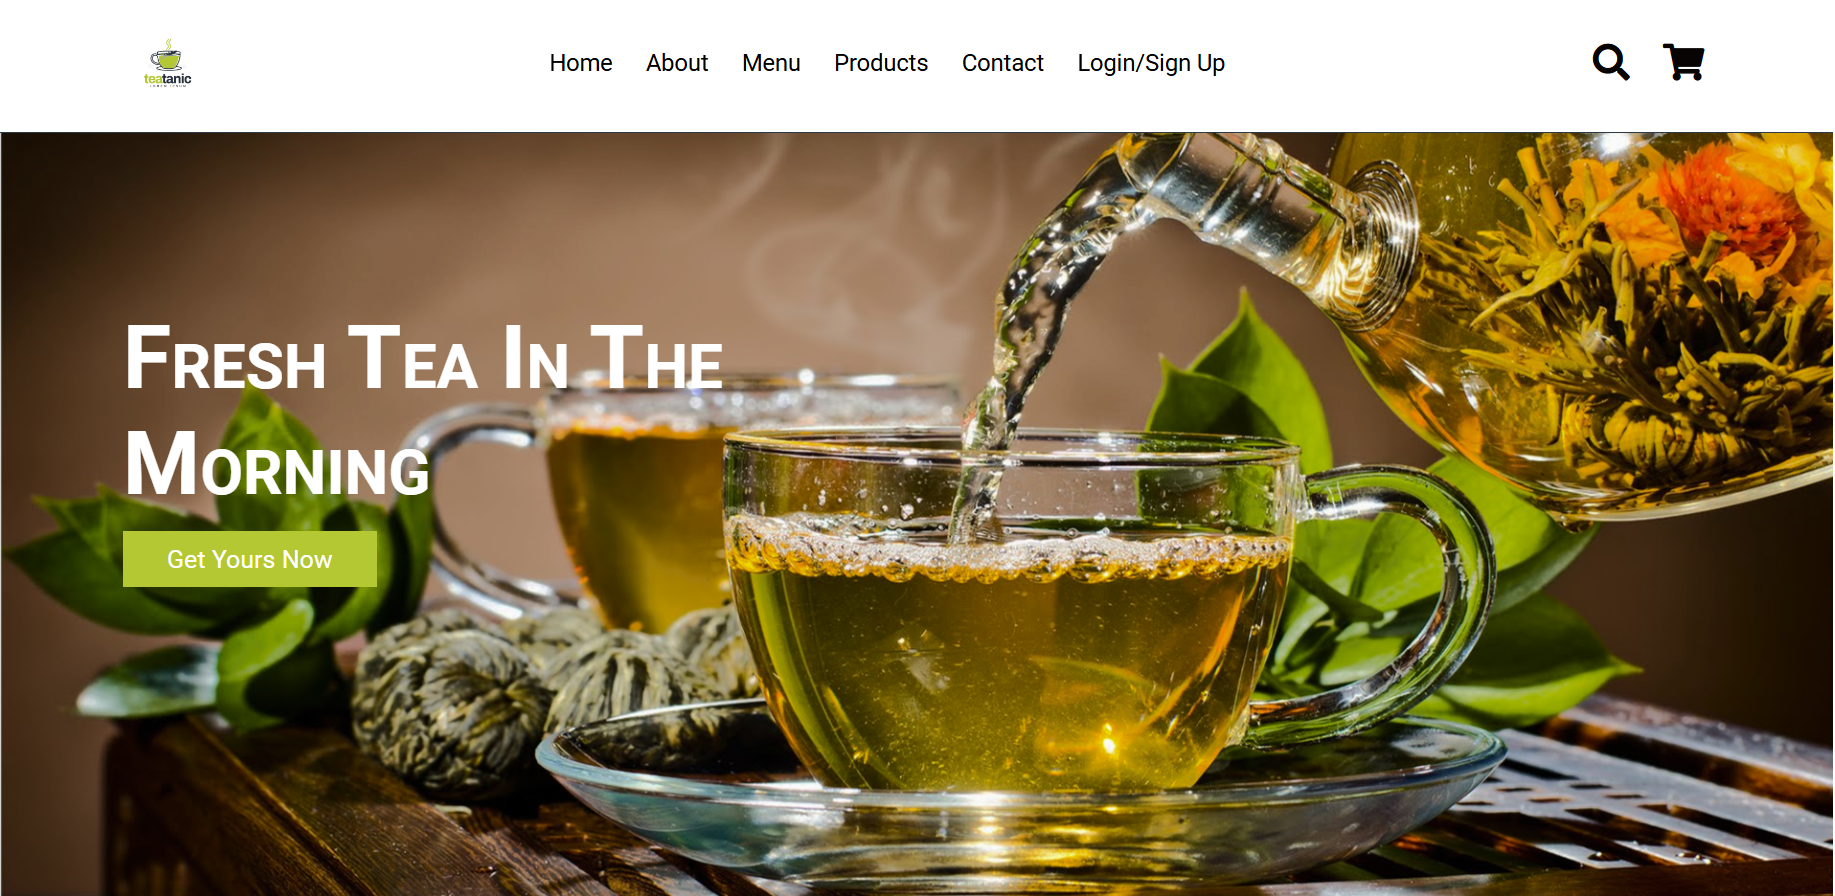 teatanic
Home About Menu Products Contact Login/Sign Up
Fresh Tea In The
Morning
Get Yours Now